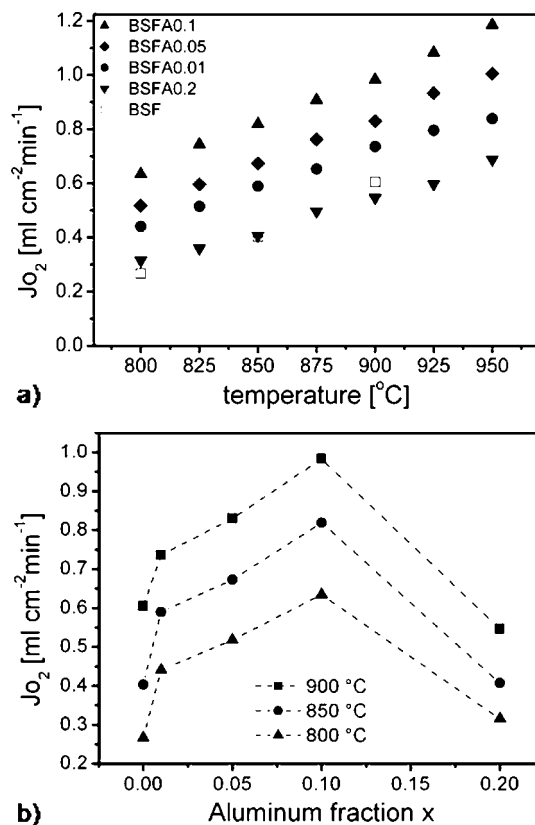 1.2
1.0
0.8
0.6
0.4
0.2
0.0
Jo₂ [ml cm⁻²min⁻¹]
BSFA0.1
BSFA0.05
BSFA0.01
BSFA0.2
BSF
800 825 850 875 900 925 950
temperature [°C]
a)
1.0
0.9
0.8
0.7
0.6
0.5
0.4
0.3
0.2
Jo₂ [ml cm⁻²min⁻¹]
900 °C
850 °C
800 °C
0.00 0.05 0.10 0.15 0.20
Aluminum fraction x
b)